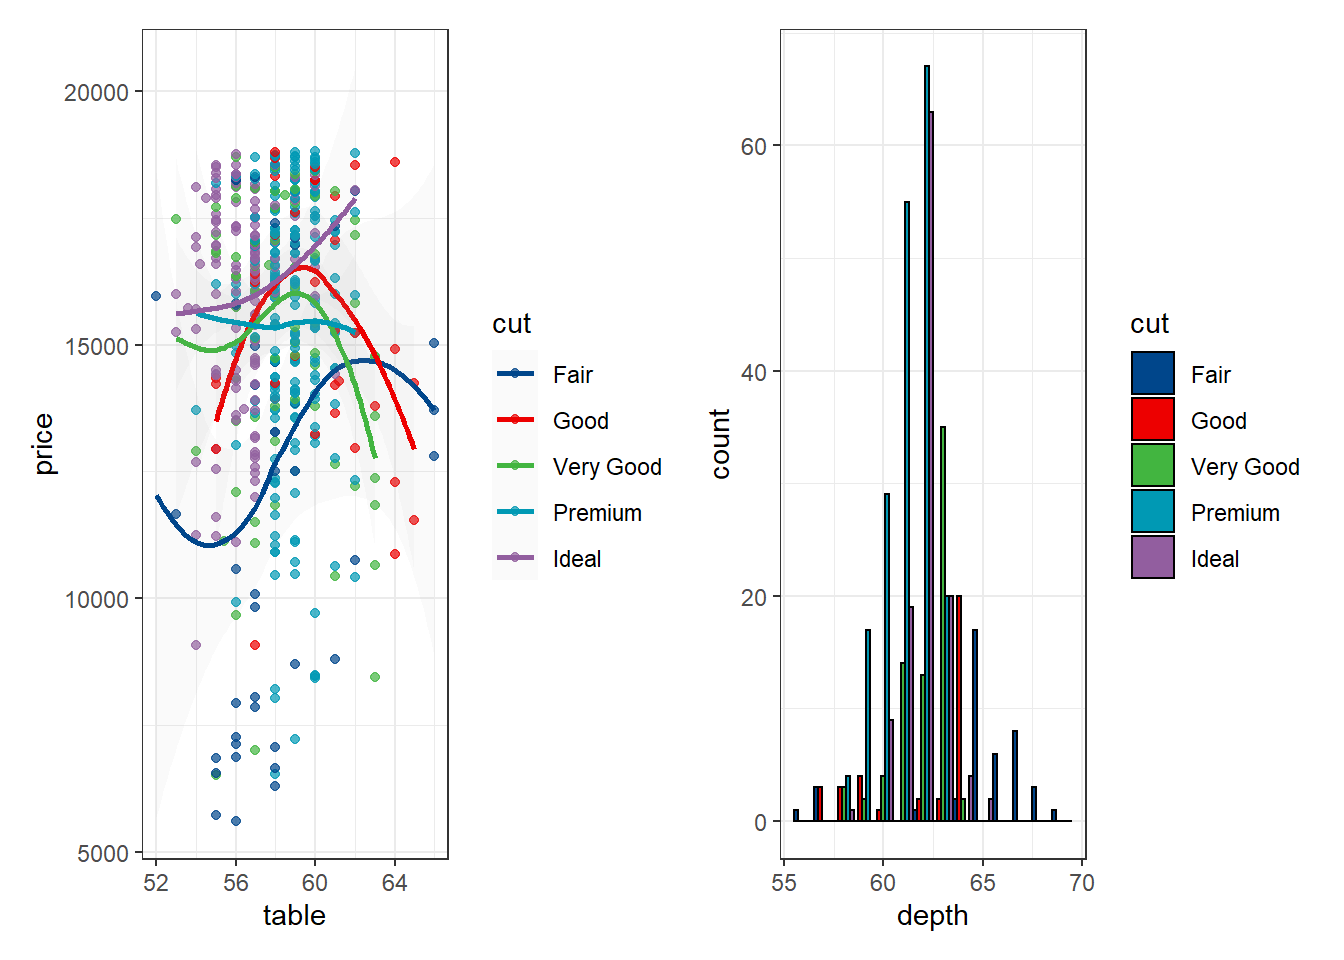 20000
15000
10000
5000
price
52 56 60 64
table
cut
Fair
Good
Very Good
Premium
Ideal
60
40
20
0
count
55 60 65 70
depth
cut
Fair
Good
Very Good
Premium
Ideal